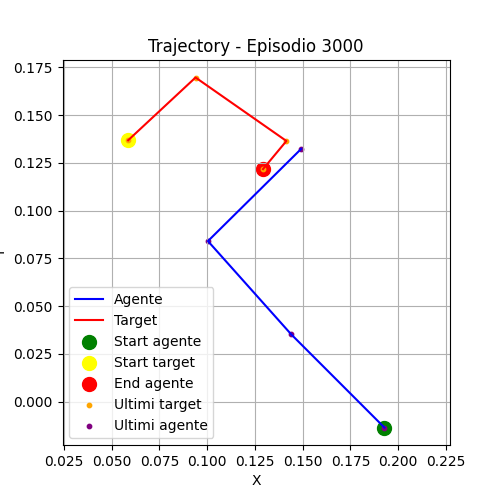 Trajectory - Episodio 3000
0.175
0.150
0.125
0.100
0.075
0.050
0.025
0.000
Agente
Target
Start agente
Start target
End agente
Ultimi target
Ultimi agente
0.025 0.050 0.075 0.100 0.125 0.150 0.175 0.200 0.225
X